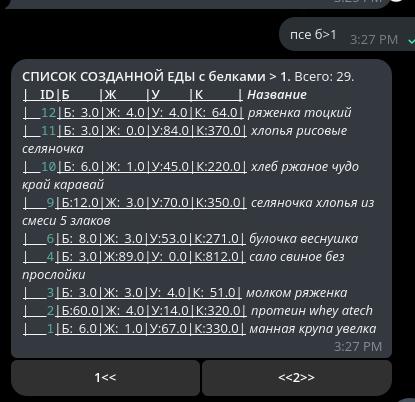 псе б>1
3:27 PM
СПИСОК СОЗДАННОЙ ЕДЫ с белками > 1. Всего: 29.
| ID|Б |Ж |У |К | Название
| 12|Б: 3.0|Ж: 4.0|У: 4.0|К: 64.0| ряженка тоцкий
| 11|Б: 3.0|Ж: 0.0|У:84.0|К:370.0| хлопья рисовые
селяночка
| 10|Б: 6.0|Ж: 1.0|У:45.0|К:220.0| хлеб ржаное чудо
край каравай
| 9|Б:12.0|Ж: 3.0|У:70.0|К:350.0| селяночка хлопья из
смеси 5 злаков
| 6|Б: 8.0|Ж: 3.0|У:53.0|К:271.0| булочка веснушка
| 4|Б: 3.0|Ж:89.0|У: 0.0|К:812.0| сало свиное без
прослойки
| 3|Б: 3.0|Ж: 3.0|У: 4.0|К: 51.0| молком ряженка
| 2|Б:60.0|Ж: 4.0|У:14.0|К:320.0| протеин whey atech
| 1|Б: 6.0|Ж: 1.0|У:67.0|К:330.0| манная крупа увелка
3:27 PM
1<<
<<2>>